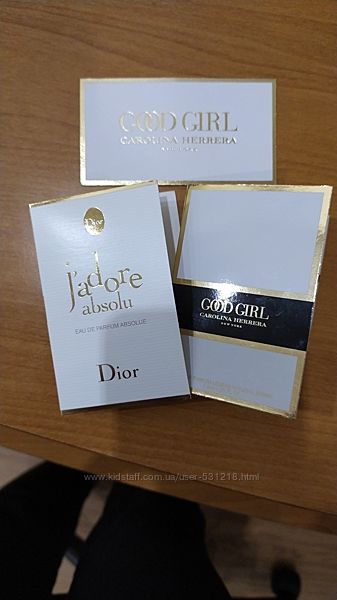 GOOD GIRL
CAROLINA HERRERA
NEW YORK
Dior
j'adore
absolu
EAU DE PARFUM ABSOLUE
Dior
GOOD GIRL
CAROLINA HERRERA
NEW YORK
www.kidstaff.com.ua/user-531218.html